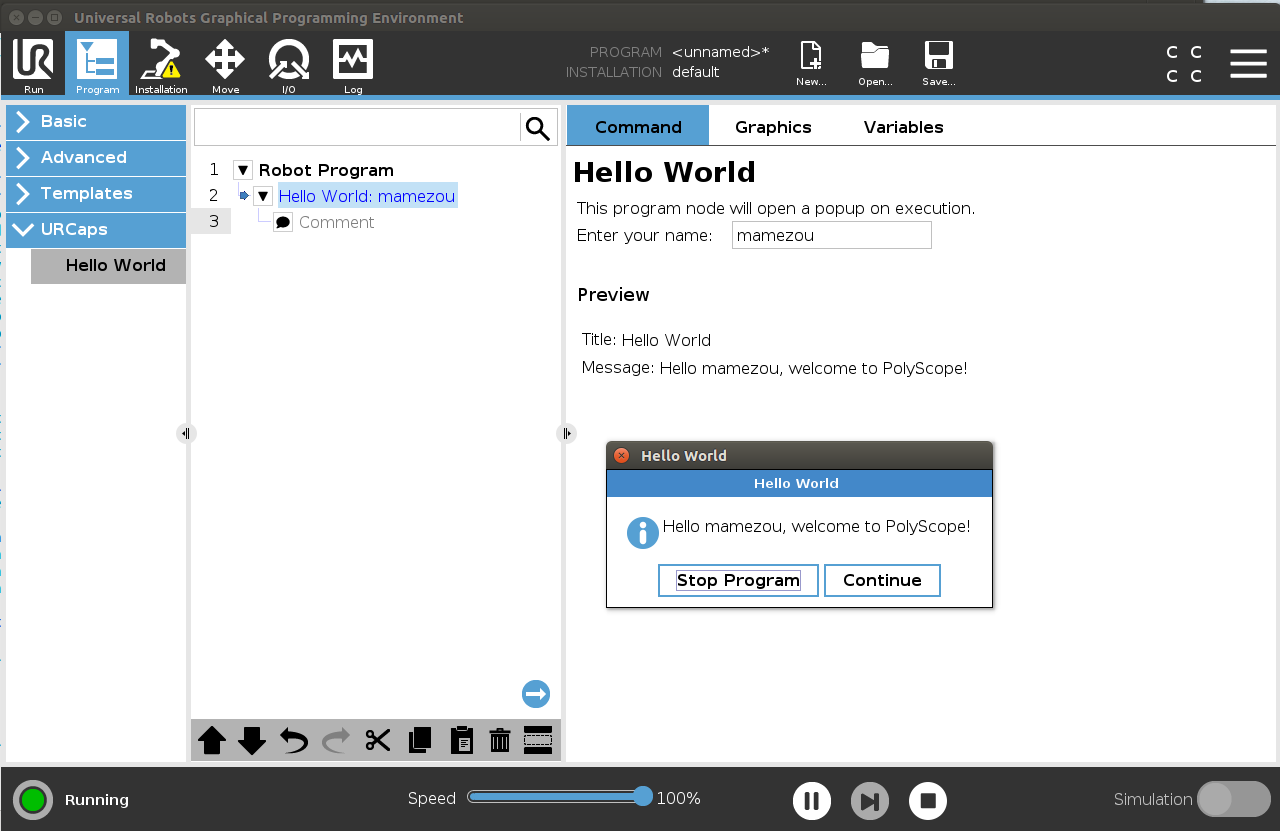 Universal Robots Graphical Programming Environment
UR
Run
Program
Installation
Move
I/O
Log
PROGRAM <unnamed>*
INSTALLATION default
New...
Open...
Save...
C C
C C
Basic
Advanced
Templates
URCaps
Hello World
1 Robot Program
2 Hello World: mamezou
3 Comment
Command
Graphics
Variables
Hello World
This program node will open a popup on execution.
Enter your name: mamezou
Preview
Title: Hello World
Message: Hello mamezou, welcome to PolyScope!
Hello World
Hello World
Hello mamezou, welcome to PolyScope!
Stop Program
Continue
Running
Speed 100%
Simulation